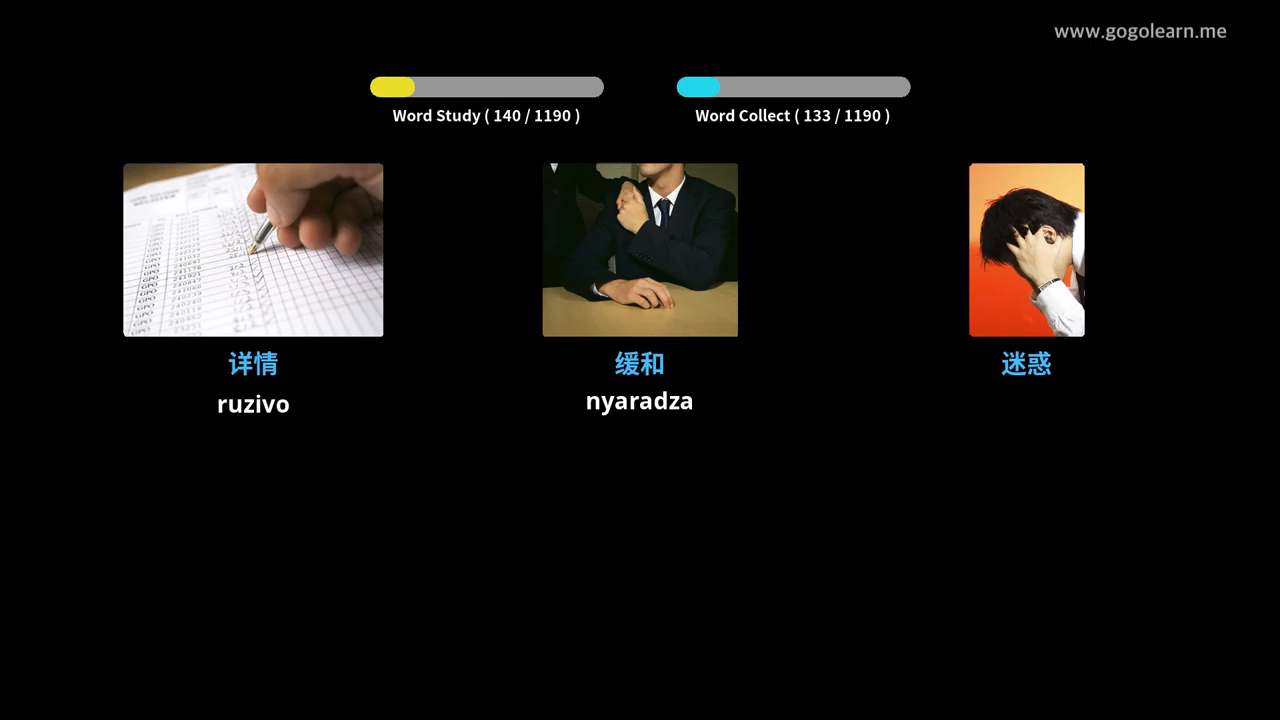 www.gogolearn.me
Word Study ( 140 / 1190 )
Word Collect ( 133 / 1190 )
详情
缓和
迷惑
ruzivo
nyaradza